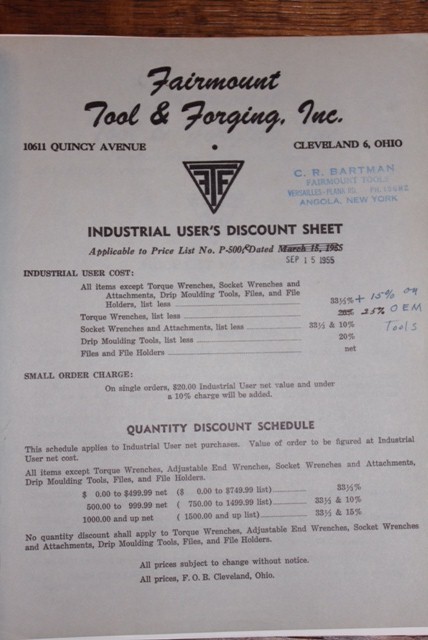 Fairmount
Tool & Forging, Inc.
10611 QUINCY AVENUE • CLEVELAND 6, OHIO
FTF
C. R. BARTMAN
FAIRMOUNT TOOLS
ANGOLA, NEW YORK
INDUSTRIAL USER'S DISCOUNT SHEET
Applicable to Price List No. P-500; Dated March 15, 1955
SEP 15 1955
INDUSTRIAL USER COST:
All items except Torque Wrenches, Socket Wrenches and
Attachments, Drip Moulding Tools, Files, and File
Holders, list less 33⅓% + 15% on
Torque Wrenches, list less 20% 25% OEM
Socket Wrenches and Attachments, list less 33⅓ & 10% Tools
Drip Moulding Tools, list less 20%
Files and File Holders net
SMALL ORDER CHARGE:
On single orders, $20.00 Industrial User net value and under
a 10% charge will be added.
QUANTITY DISCOUNT SCHEDULE
This schedule applies to Industrial User net purchases. Value of order to be figured at Industrial
User net cost.
All items except Torque Wrenches, Adjustable End Wrenches, Socket Wrenches and Attachments,
Drip Moulding Tools, Files, and File Holders.
$ 0.00 to $499.99 net ($ 0.00 to $749.99 list) 33⅓%
500.00 to 999.99 net ( 750.00 to 1499.99 list) 33⅓ & 10%
1000.00 and up net ( 1500.00 and up list) 33⅓ & 15%
No quantity discount shall apply to Torque Wrenches, Adjustable End Wrenches, Socket Wrenches
and Attachments, Drip Moulding Tools, Files, and File Holders.
All prices subject to change without notice.
All prices, F. O. B. Cleveland, Ohio.